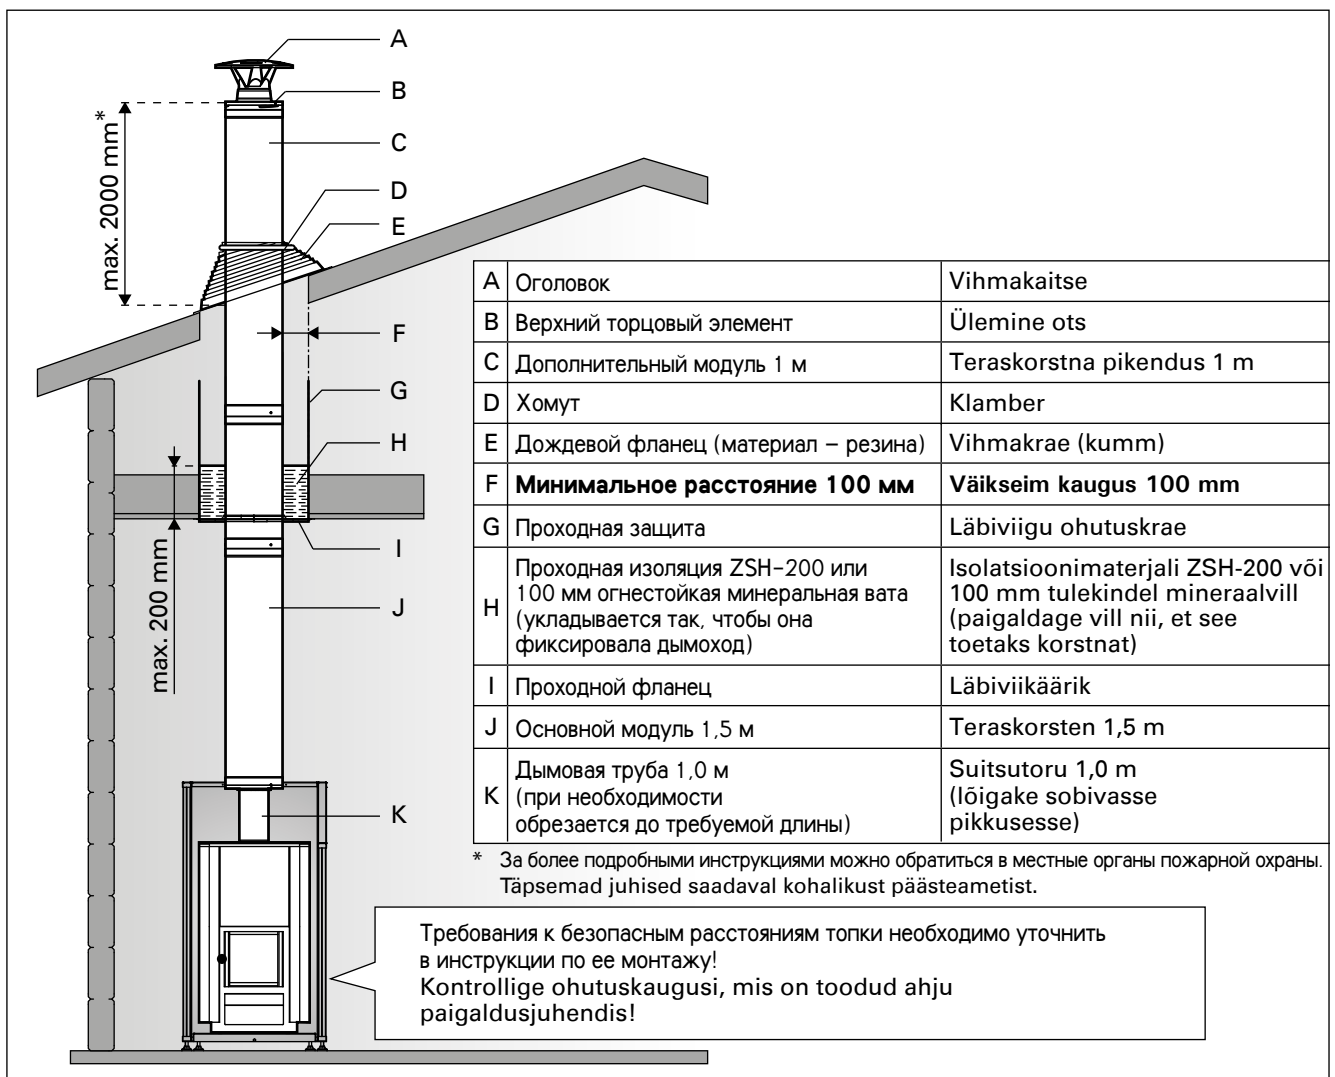 A
B
C
D
E
F
G
H
I
J
K
max. 2000 mm*
max. 200 mm
A Оголовок Vihmakaitse
B Верхний торцовый элемент Ülemine ots
C Дополнительный модуль 1 м Teraskorstna pikendus 1 m
D Хомут Klamber
E Дождевой фланец (материал – резина) Vihmakrae (kumm)
F Минимальное расстояние 100 мм Väikseim kaugus 100 mm
G Проходная защита Läbiviigu ohutuskrae
H
Проходная изоляция ZSH-200 или
100 мм огнестойкая минеральная вата
(укладывается так, чтобы она
фиксировала дымоход)
Isolatsioonimaterjali ZSH-200 või
100 mm tulekindel mineraalvill
(paigaldage vill nii, et see
toetaks korstnat)
I Проходной фланец Läbiviikäärik
J Основной модуль 1,5 м Teraskorsten 1,5 m
K
Дымовая труба 1,0 м
(при необходимости
обрезается до требуемой длины)
Suitsutoru 1,0 m
(lõigake sobivasse
pikkusesse)
* За более подробными инструкциями можно обратиться в местные органы пожарной охраны.
Täpsemad juhised saadaval kohalikust päästeametist.
Требования к безопасным расстояниям топки необходимо уточнить
в инструкции по ее монтажу!
Kontrollige ohutuskaugusi, mis on toodud ahju
paigaldusjuhendis!